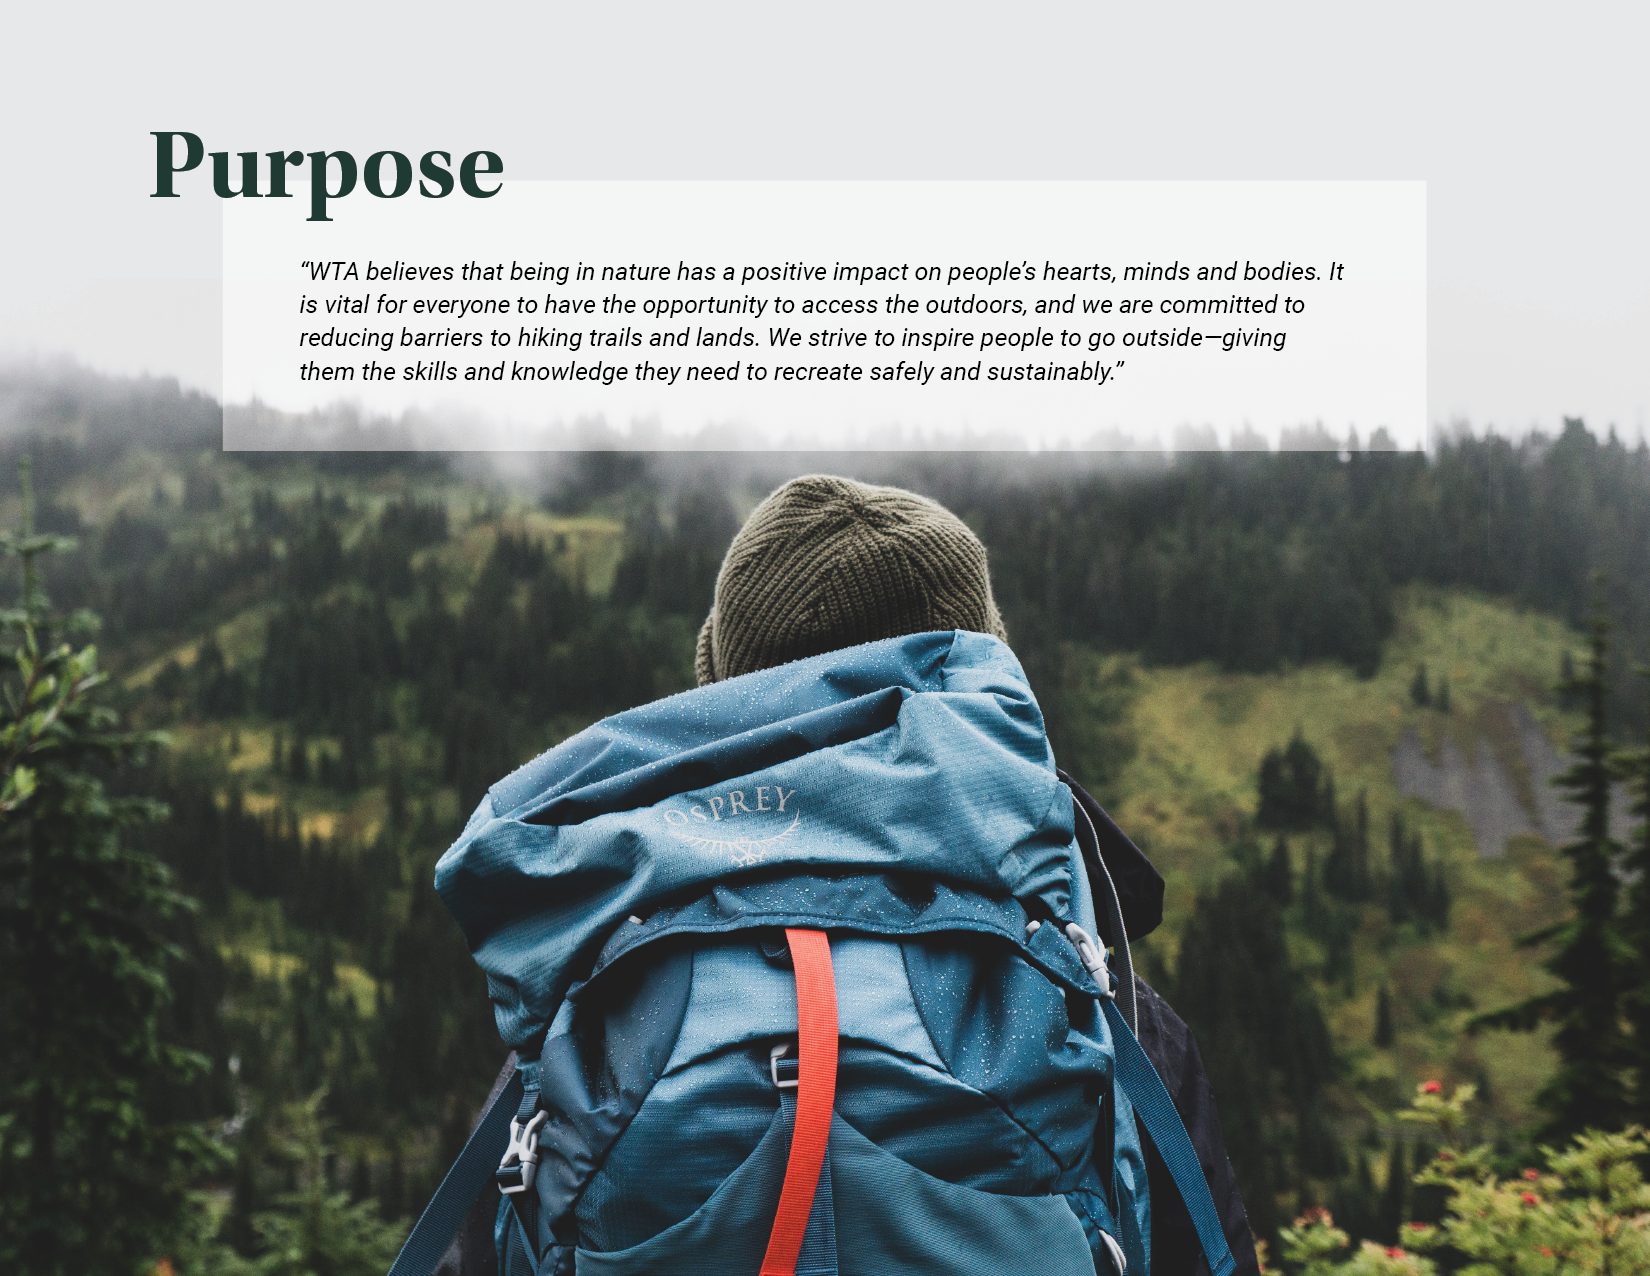 Purpose
“WTA believes that being in nature has a positive impact on people’s hearts, minds and bodies. It
is vital for everyone to have the opportunity to access the outdoors, and we are committed to
reducing barriers to hiking trails and lands. We strive to inspire people to go outside—giving
them the skills and knowledge they need to recreate safely and sustainably.”
OSPREY